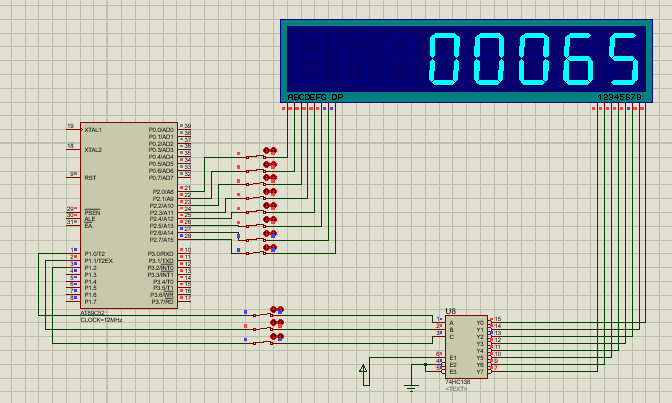 00065
ABCDEFG DP
12345678
19 XTAL1
18 XTAL2
9 RST
29 PSEN
30 ALE
31 EA
1 P1.0/T2
2 P1.1/T2EX
3 P1.2
4 P1.3
5 P1.4
6 P1.5
7 P1.6
8 P1.7
P0.0/AD0 39
P0.1/AD1 38
P0.2/AD2 37
P0.3/AD3 36
P0.4/AD4 35
P0.5/AD5 34
P0.6/AD6 33
P0.7/AD7 32
P2.0/A8 21
P2.1/A9 22
P2.2/A10 23
P2.3/A11 24
P2.4/A12 25
P2.5/A13 26
P2.6/A14 27
P2.7/A15 28
P3.0/RXD 10
P3.1/TXD 11
P3.2/INT0 12
P3.3/INT1 13
P3.4/T0 14
P3.6/WR 16
P3.7/RD 17
AT89C52
CLOCK=12MHz
U8
1 A
2 B
3 C
6 E1
4 E2
5 E3
Y0 15
Y1 14
Y2 13
Y3 12
Y4 11
Y5 10
Y6 9
Y7 7
74HC138
<TEXT>